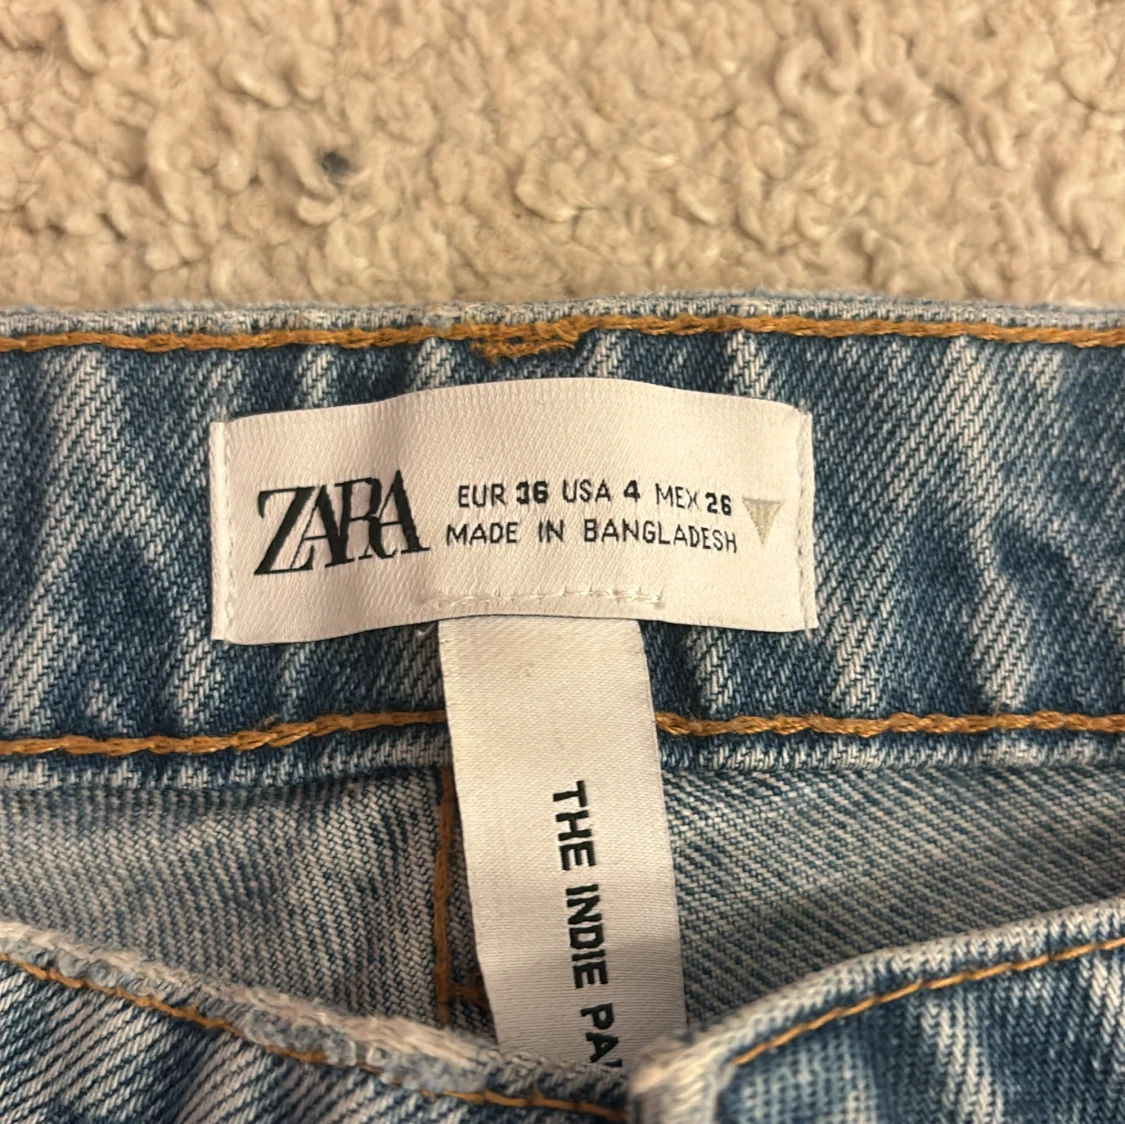 ZARA
EUR 36 USA 4 MEX 26
MADE IN BANGLADESH
THE INDIE